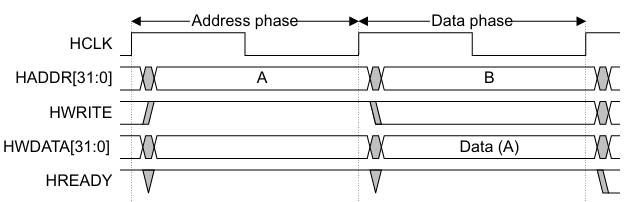 Address phase Data phase
HCLK
HADDR[31:0] A B
HWRITE
HWDATA[31:0] Data (A)
HREADY